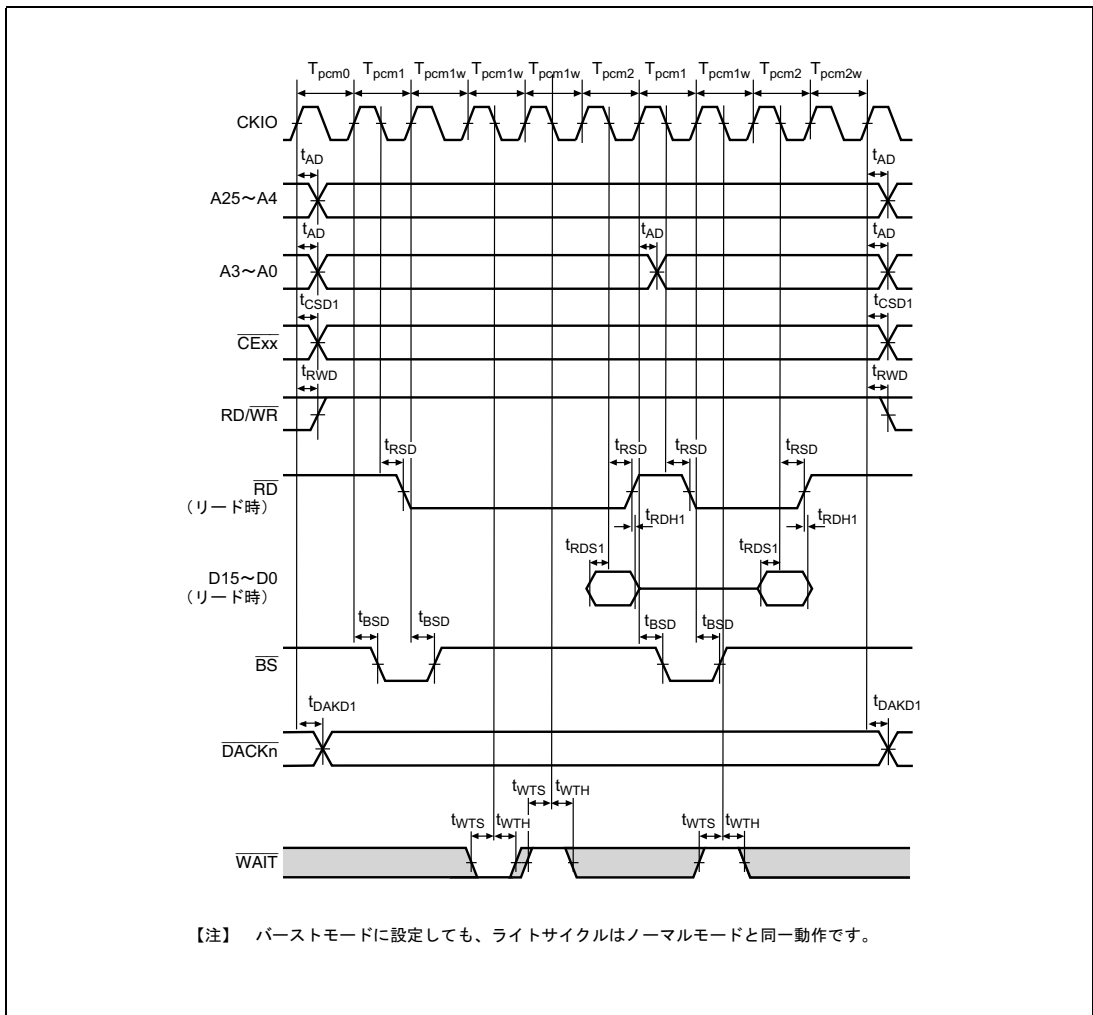 Tpcm0 Tpcm1 Tpcm1w Tpcm1w Tpcm1w Tpcm2 Tpcm1 Tpcm1w Tpcm2 Tpcm2w
CKIO
tAD tAD
A25～A4
tAD tAD tAD
A3～A0
tCSD1 tCSD1
CExx
tRWD tRWD
RD/WR
tRSD tRSD tRSD tRSD
RD
（リード時）
tRDH1 tRDH1
tRDS1 tRDS1
D15～D0
（リード時）
tBSD tBSD tBSD tBSD
BS
tDAKD1 tDAKD1
DACKn
tWTS tWTH
tWTS tWTH tWTS tWTH
WAIT
【注】 バーストモードに設定しても、ライトサイクルはノーマルモードと同一動作です。